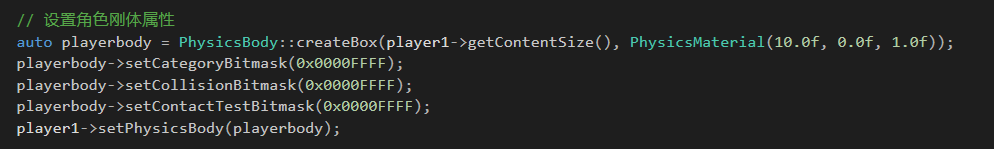 // 设置角色刚体属性
auto playerbody = PhysicsBody::createBox(player1->getContentSize(), PhysicsMaterial(10.0f, 0.0f, 1.0f));
playerbody->setCategoryBitmask(0x0000FFFF);
playerbody->setCollisionBitmask(0x0000FFFF);
playerbody->setContactTestBitmask(0x0000FFFF);
player1->setPhysicsBody(playerbody);